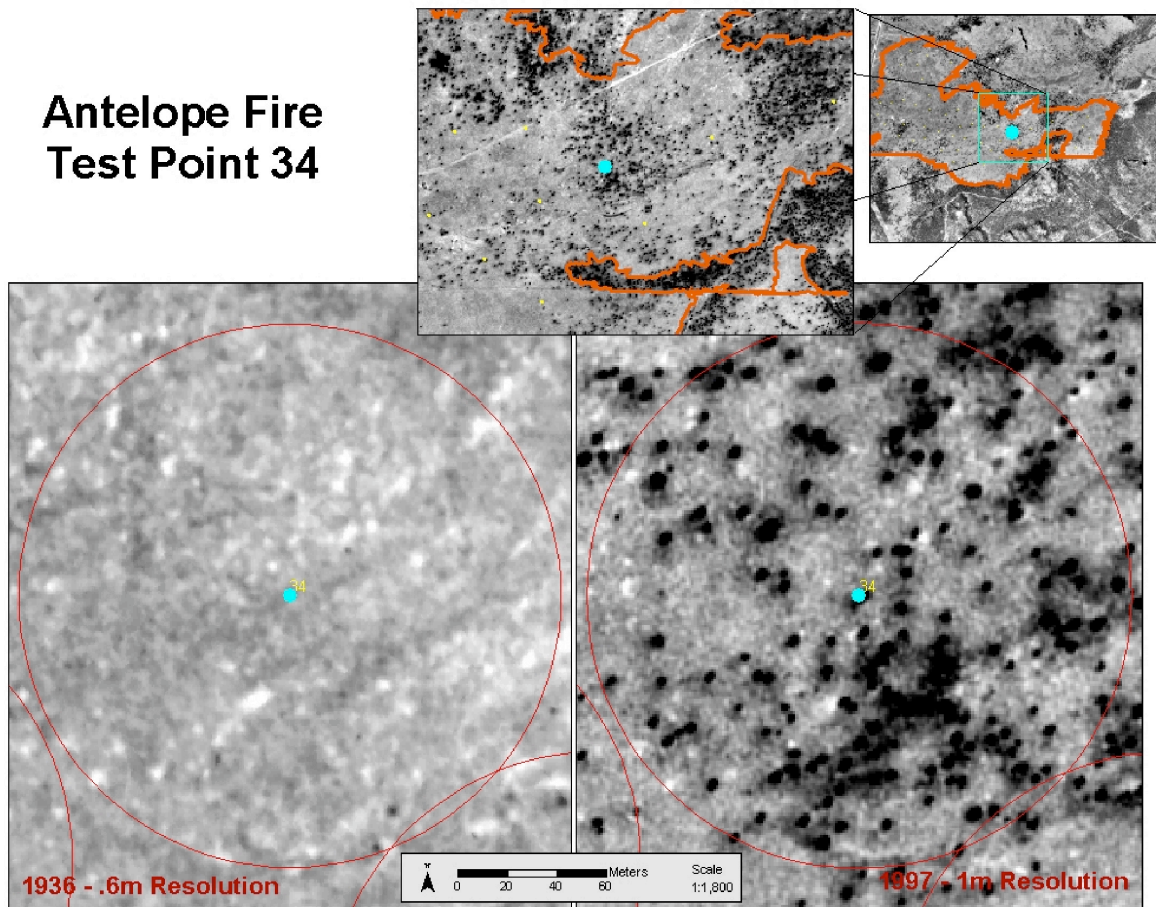 Antelope Fire
Test Point 34
34
34
1936 - .6m Resolution
N
0 20 40 60 Meters
Scale
1:1,800
1997 - 1m Resolution